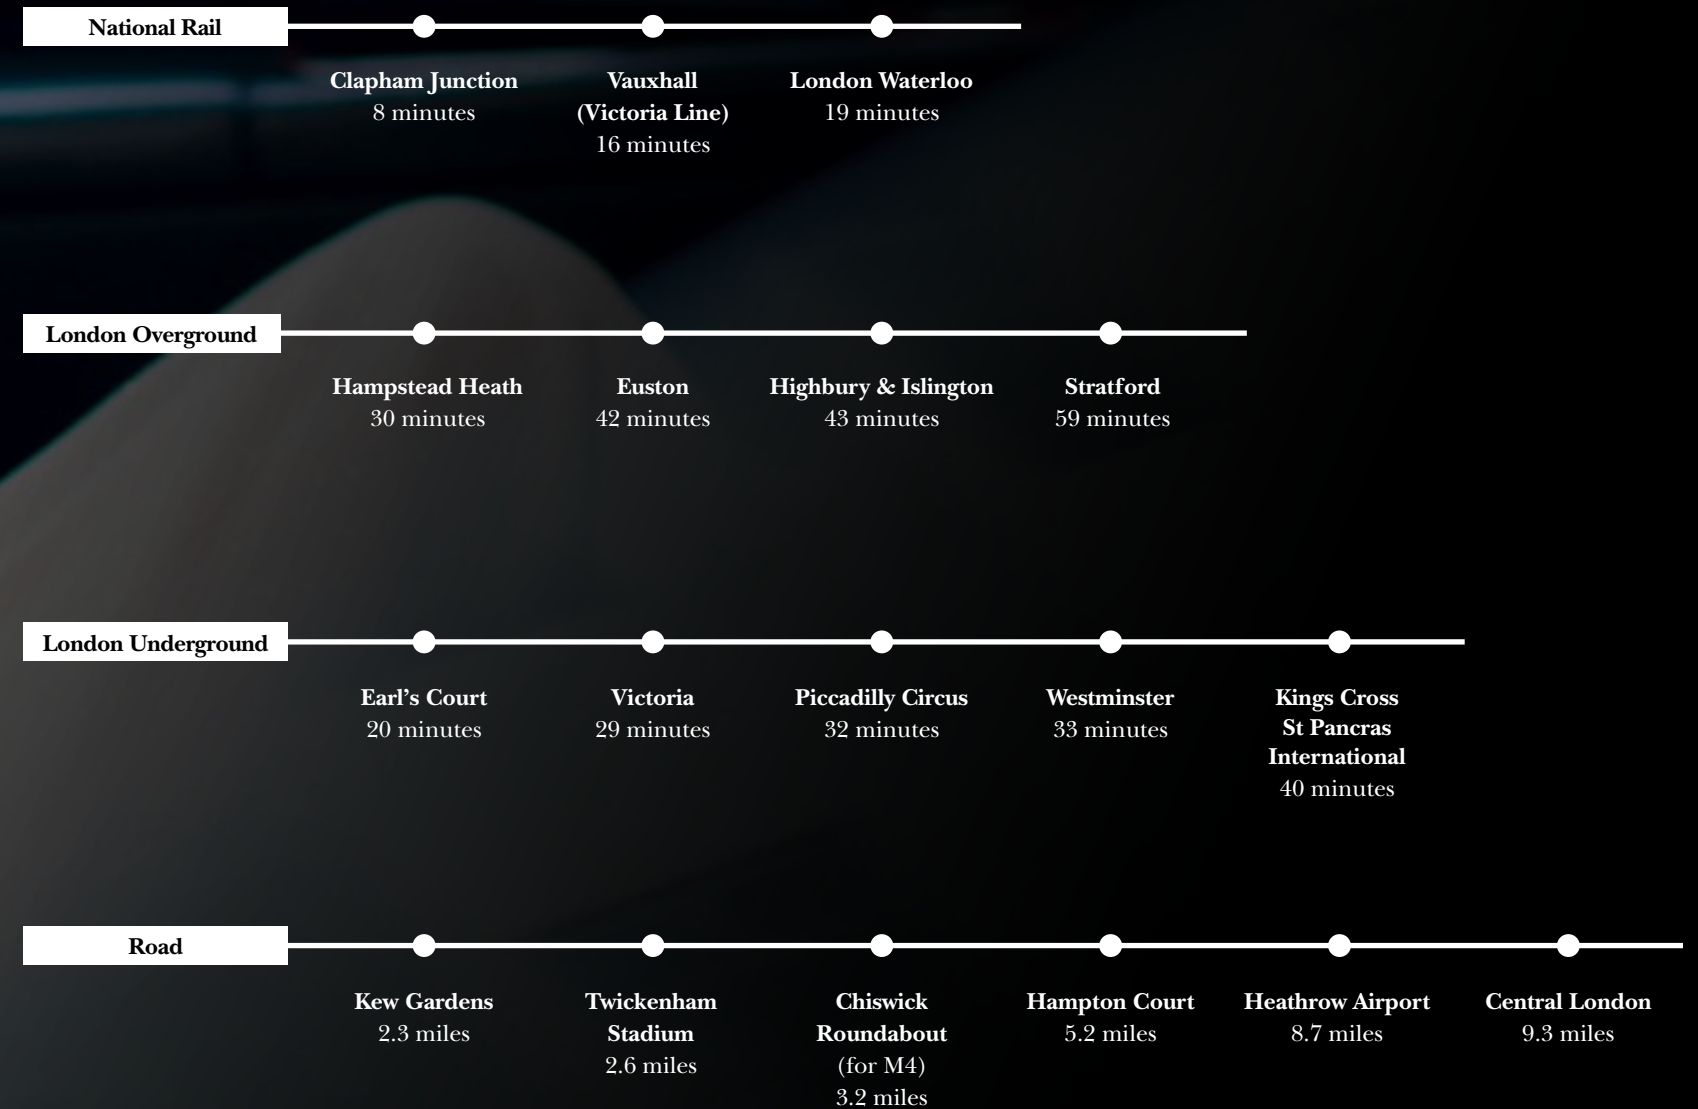 National Rail
Clapham Junction
8 minutes
Vauxhall
(Victoria Line)
16 minutes
London Waterloo
19 minutes
London Overground
Hampstead Heath
30 minutes
Euston
42 minutes
Highbury & Islington
43 minutes
Stratford
59 minutes
London Underground
Earl’s Court
20 minutes
Victoria
29 minutes
Piccadilly Circus
32 minutes
Westminster
33 minutes
Kings Cross
St Pancras
International
40 minutes
Road
Kew Gardens
2.3 miles
Twickenham
Stadium
2.6 miles
Chiswick
Roundabout
(for M4)
3.2 miles
Hampton Court
5.2 miles
Heathrow Airport
8.7 miles
Central London
9.3 miles